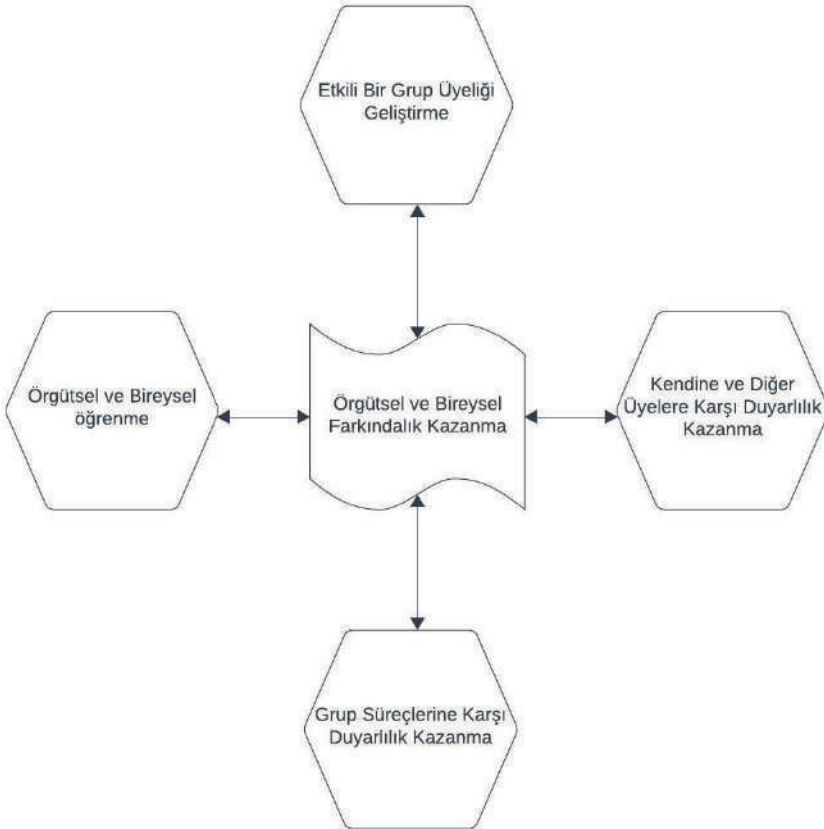 Etkili Bir Grup Üyeliği
Geliştirme
Örgütsel ve Bireysel
öğrenme
Örgütsel ve Bireysel
Farkındalık Kazanma
Kendine ve Diğer
Üyelere Karşı Duyarlılık
Kazanma
Grup Süreçlerine Karşı
Duyarlılık Kazanma